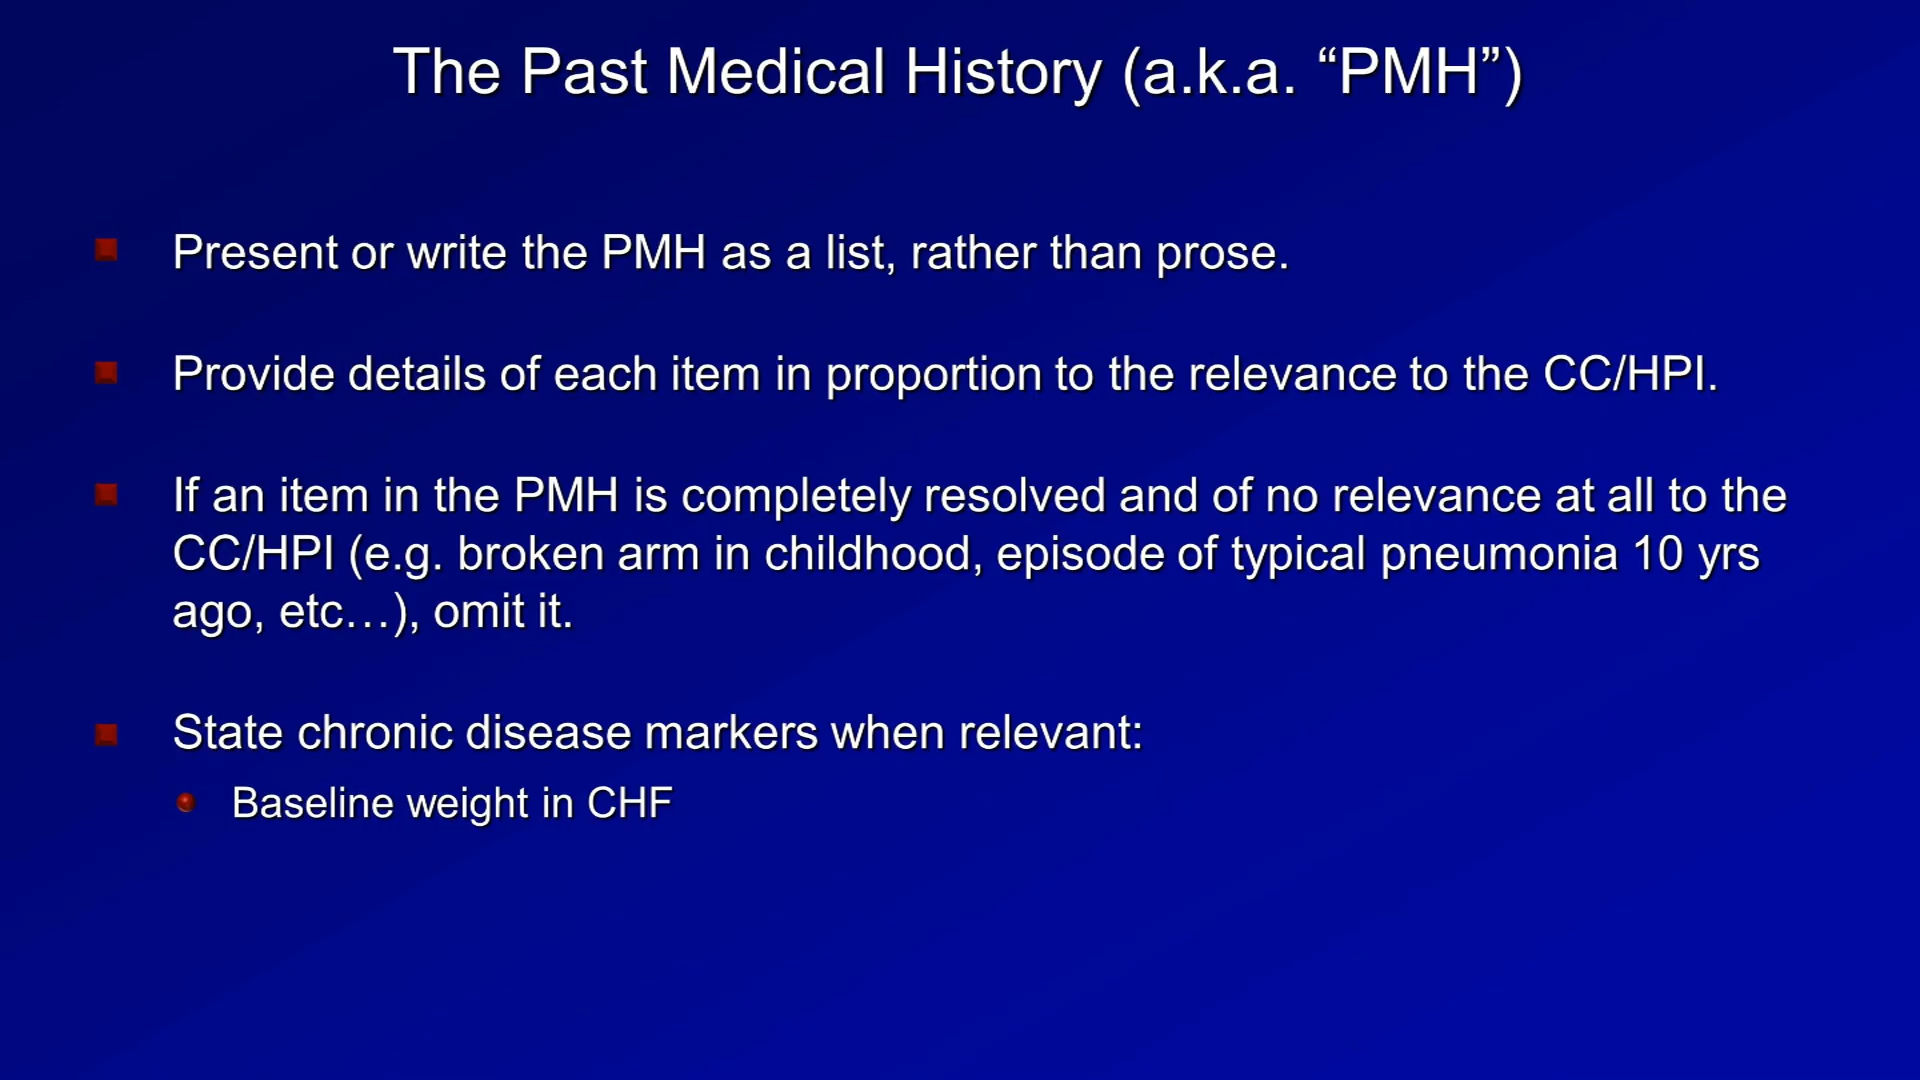 The Past Medical History (a.k.a. “PMH”)
Present or write the PMH as a list, rather than prose.
Provide details of each item in proportion to the relevance to the CC/HPI.
If an item in the PMH is completely resolved and of no relevance at all to the
CC/HPI (e.g. broken arm in childhood, episode of typical pneumonia 10 yrs
ago, etc…), omit it.
State chronic disease markers when relevant:
Baseline weight in CHF